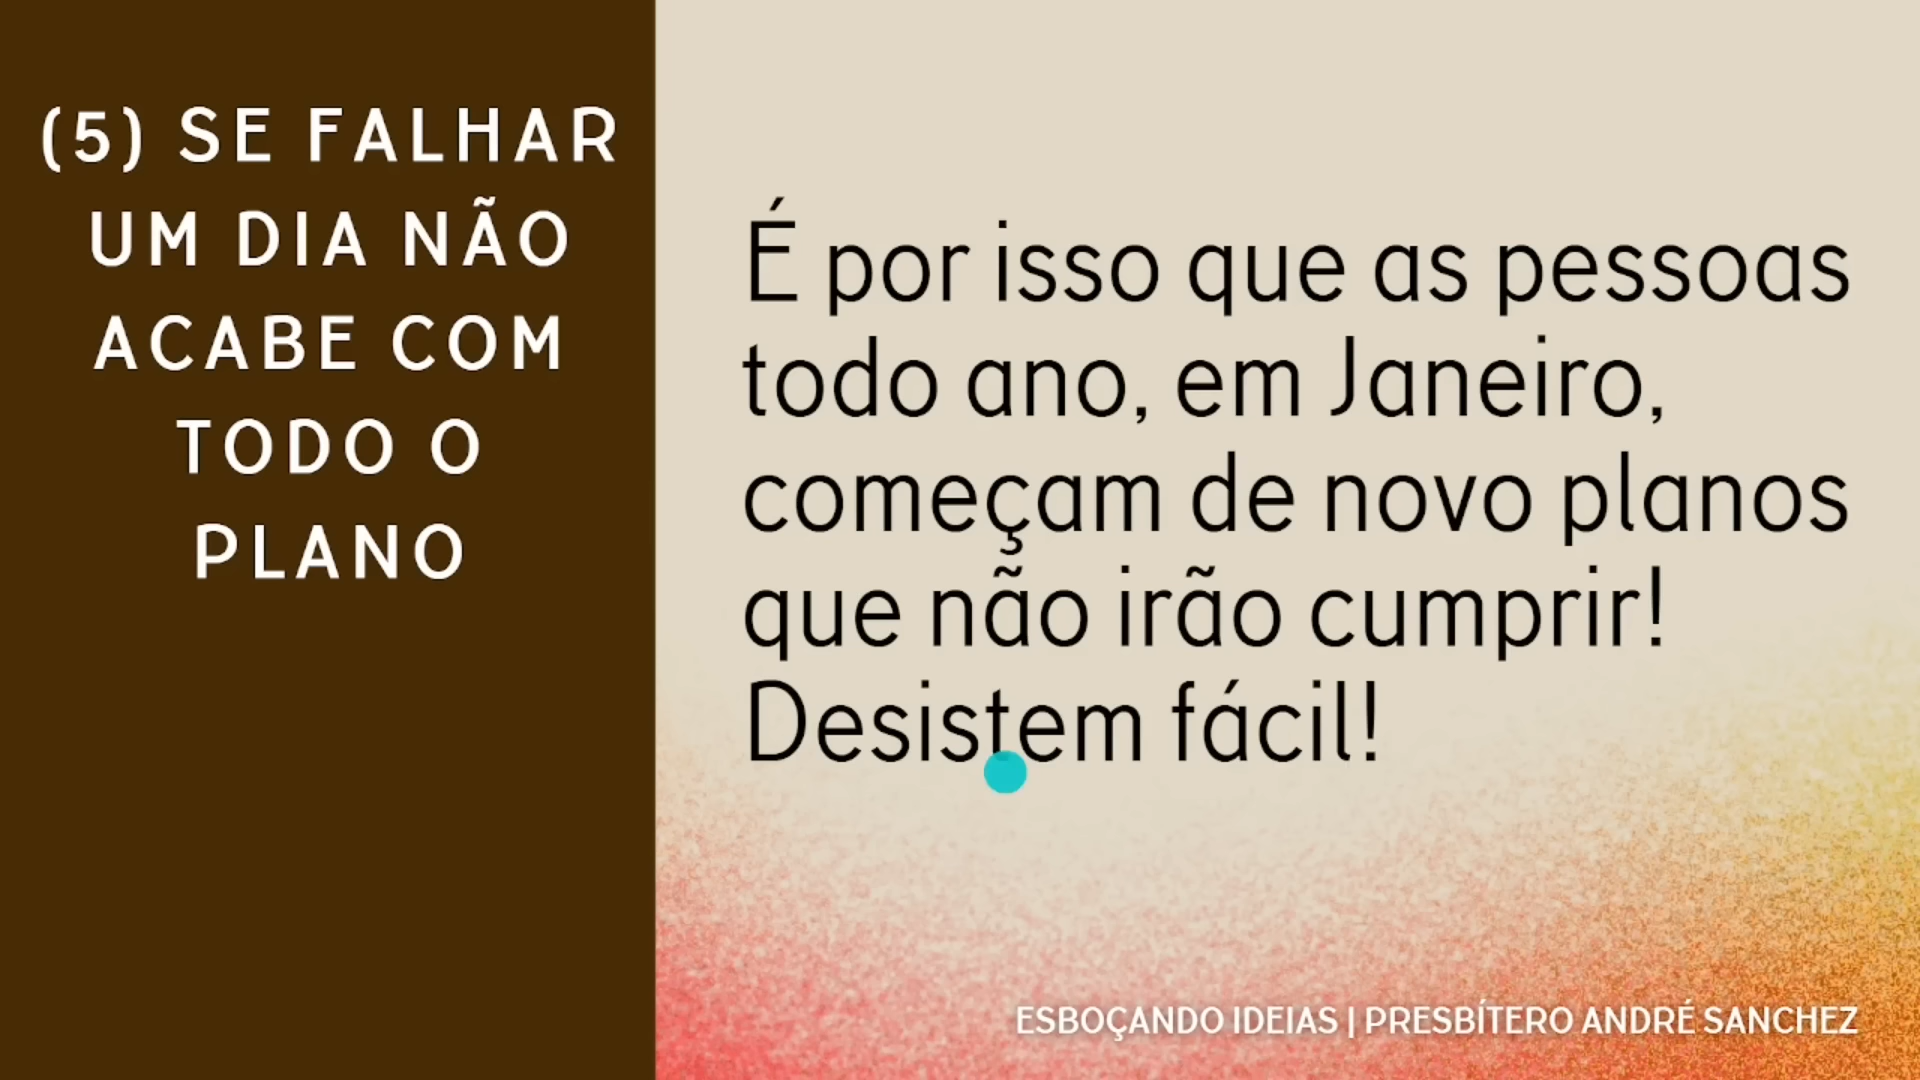 (5) SE FALHAR
UM DIA NÃO
ACABE COM
TODO O
PLANO
É por isso que as pessoas
todo ano, em Janeiro,
começam de novo planos
que não irão cumprir!
Desistem fácil!
ESBOÇANDO IDEIAS | PRESBÍTERO ANDRÉ SANCHEZ